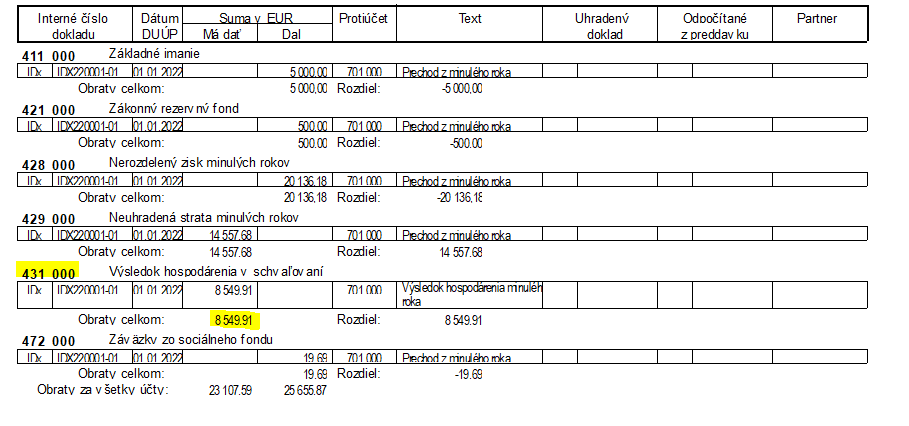 Interné číslo dokladu Dátum DUÚP Suma v EUR Má dať Dal Protiúčet Text Uhradený doklad Odpočítané z preddavku Partner
411 000 Základné imanie
IDx IDX220001-01 01.01.2022 5 000.00 701 000 Prechod z minulého roka
Obraty celkom: 5 000,00 Rozdiel: -5 000,00
421 000 Zákonný rezervný fond
IDx IDX220001-01 01.01.2022 500.00 701 000 Prechod z minulého roka
Obraty celkom: 500.00 Rozdiel: -500.00
428 000 Nerozdelený zisk minulých rokov
IDx IDX220001-01 01.01.2022 20 136,18 701 000 Prechod z minulého roka
Obraty celkom: 20 136,18 Rozdiel: -20 136,18
429 000 Neuhradená strata minulých rokov
IDx IDX220001-01 01.01.2022 14 557.68 701 000 Prechod z minulého roka
Obraty celkom: 14 557.68 Rozdiel: 14 557.68
431 000 Výsledok hospodárenia v schvaľovaní
IDx IDX220001-01 01.01.2022 8 549.91 701 000 Výsledok hospodárenia minuléh
roka
Obraty celkom: 8 549.91 Rozdiel: 8 549.91
472 000 Záväzky zo sociálneho fondu
IDx IDX220001-01 01.01.2022 19.69 701 000 Prechod z minulého roka
Obraty celkom: 19.69 Rozdiel: -19.69
Obraty za všetky účty: 23 107.59 25 655.87